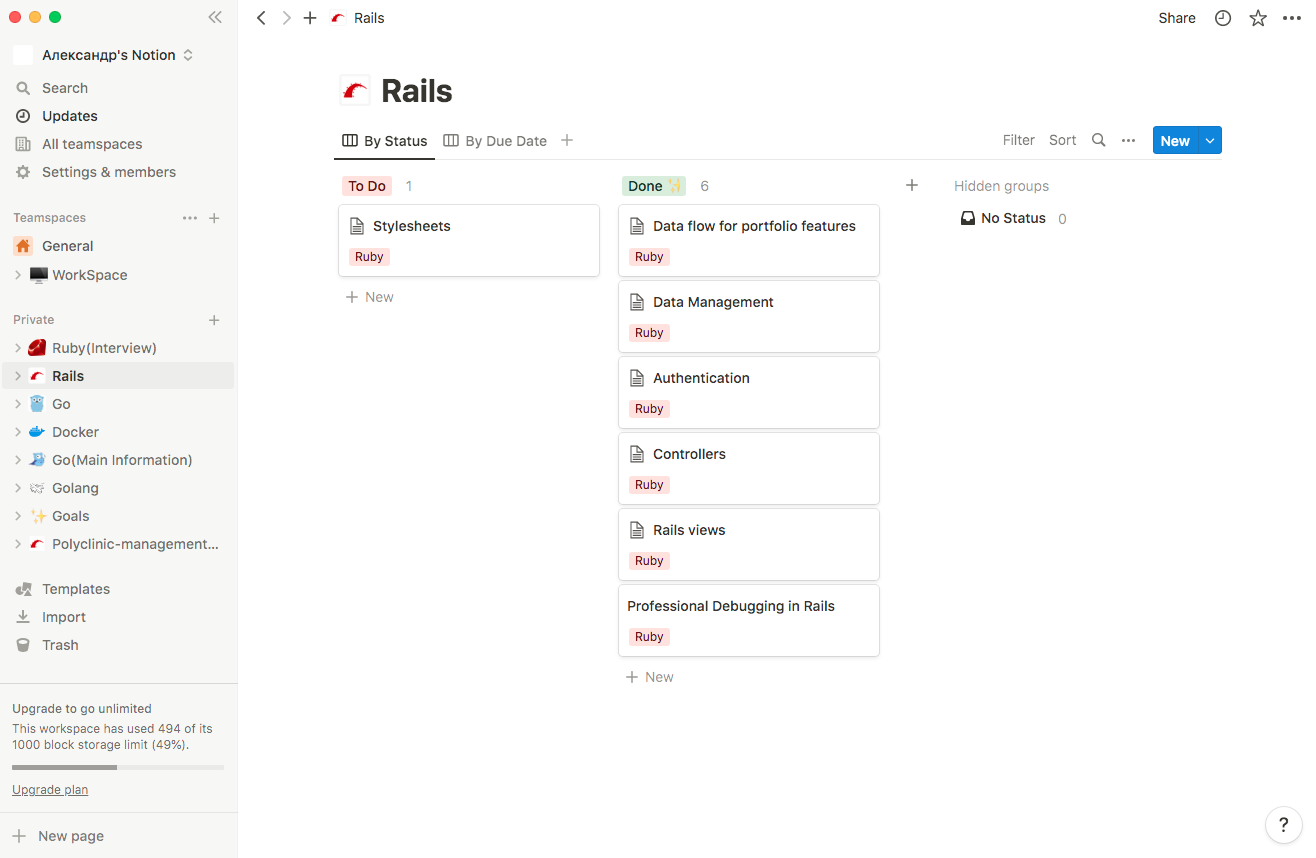 Александр's Notion
Search
Updates
All teamspaces
Settings & members
Teamspaces
General
WorkSpace
Private
Ruby(Interview)
Rails
Go
Docker
Go(Main Information)
Golang
Goals
Polyclinic-management...
Templates
Import
Trash
Upgrade to go unlimited
This workspace has used 494 of its
1000 block storage limit (49%).
Upgrade plan
New page
Rails
Share
Rails
By Status By Due Date
Filter Sort New
To Do 1
Stylesheets
Ruby
New
Done ✨ 6
Data flow for portfolio features
Ruby
Data Management
Ruby
Authentication
Ruby
Controllers
Ruby
Rails views
Ruby
Professional Debugging in Rails
Ruby
New
Hidden groups
No Status 0
?